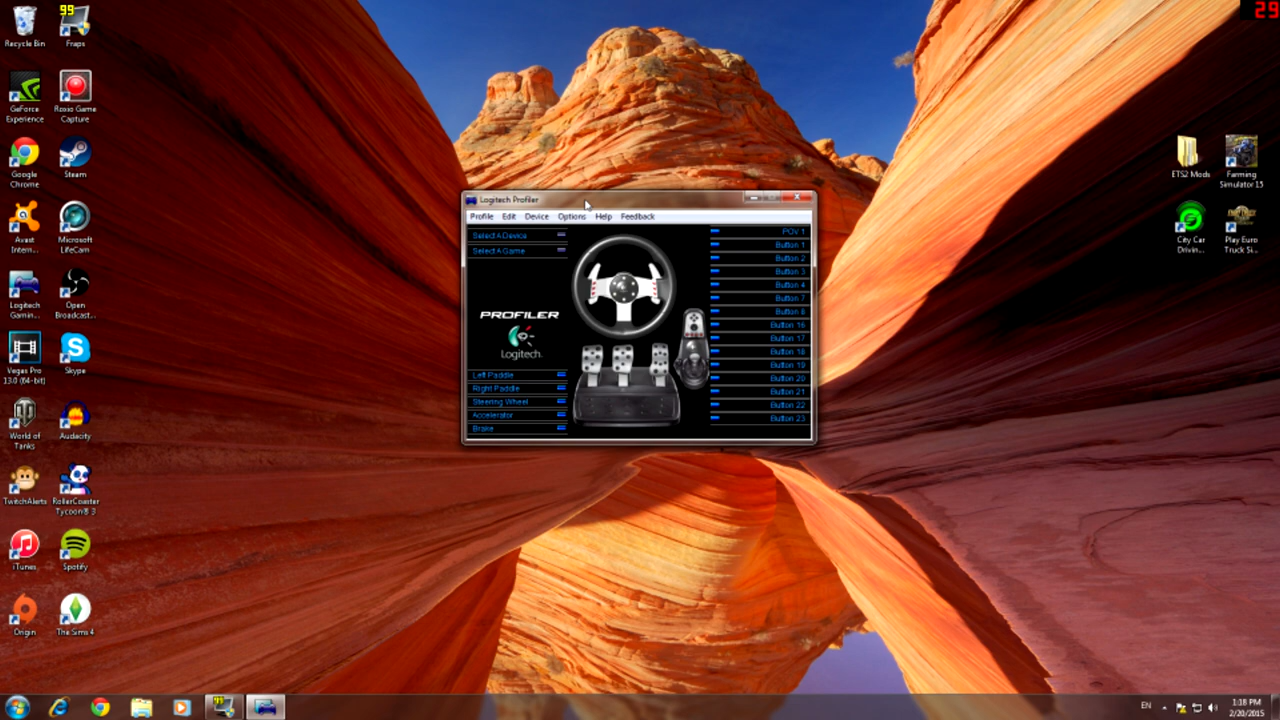 Recycle Bin
99
Fraps
GeForce
Experience
Roxio Game
Capture
Google
Chrome
Steam
Avast
Intern...
Microsoft
LifeCam
Logitech
Gamin...
Open
Broadcast...
Vegas Pro
13.0 (64-bit)
Skype
World of
Tanks
Audacity
TwitchAlerts
RollerCoaster
Tycoon® 3
iTunes
Spotify
Origin
The Sims 4
Logitech Profiler
Profile Edit Device Options Help Feedback
Select A Device
Select A Game
PROFILER
Logitech
Left Paddle
Right Paddle
Steering Wheel
Accelerator
Brake
POV 1
Button 1
Button 2
Button 3
Button 4
Button 7
Button 8
Button 16
Button 17
Button 18
Button 19
Button 20
Button 21
Button 22
Button 23
29
ETS2 Mods
Farming
Simulator 15
City Car
Drivin...
Play Euro
Truck Si...
99
EN
1:18 PM
2/20/2015